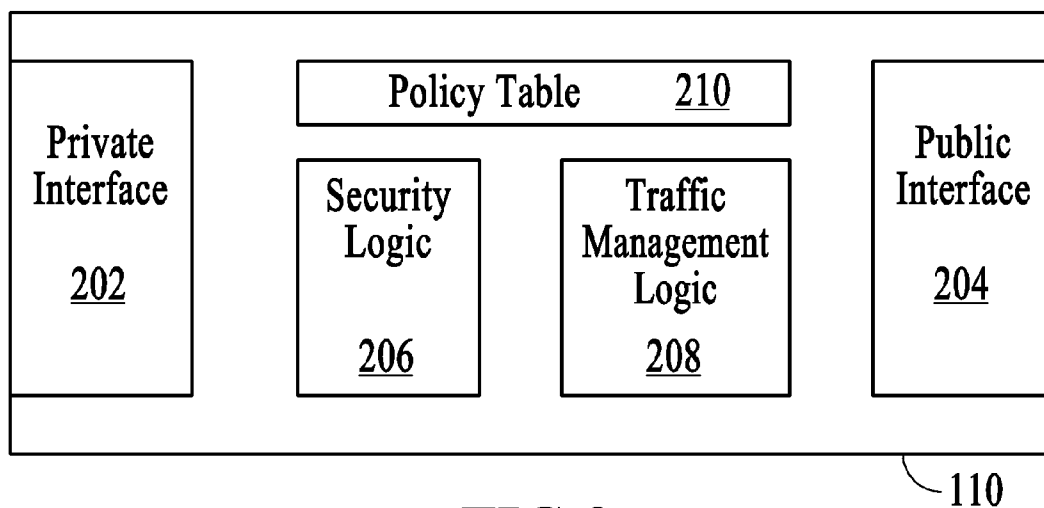 Policy Table 210
Private
Interface
202
Security
Logic
206
Traffic
Management
Logic
208
Public
Interface
204
110